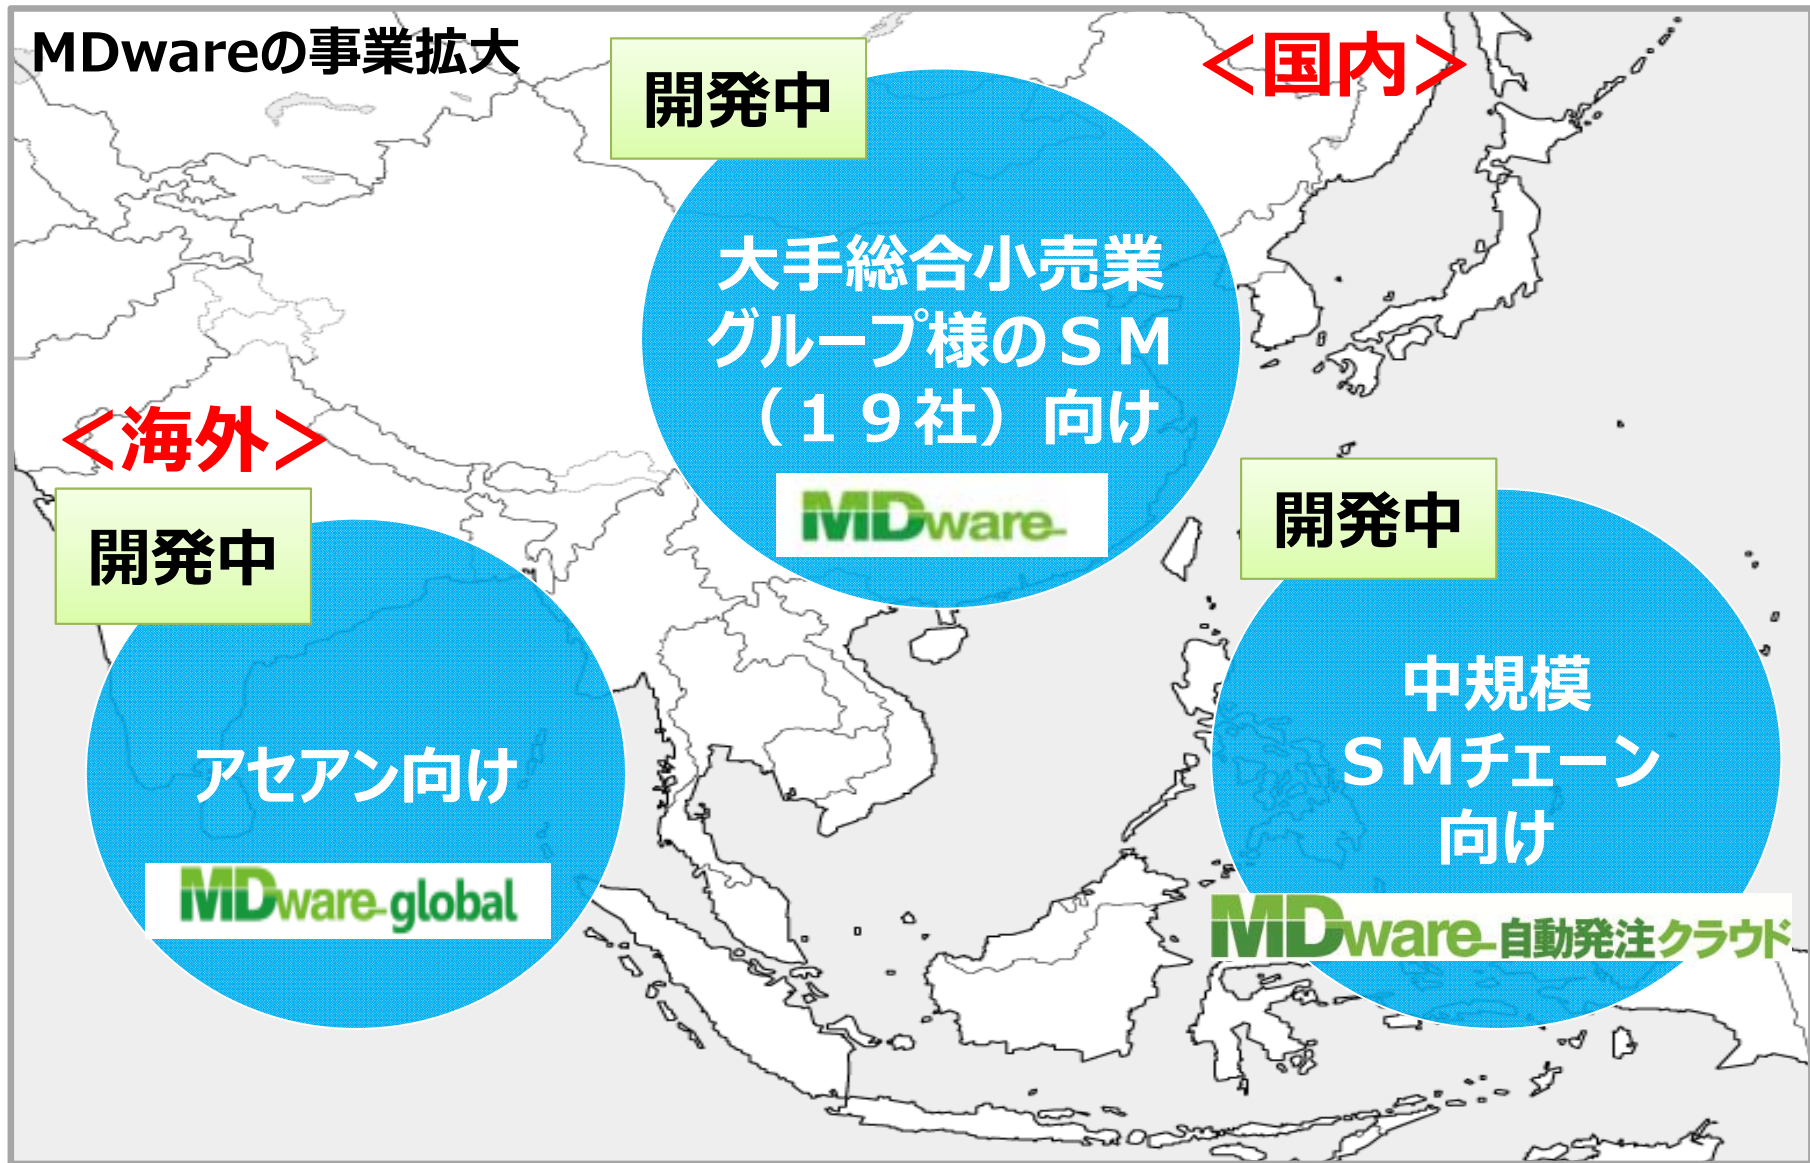 MDwareの事業拡大
＜国内＞
開発中
大手総合小売業
グループ様のＳＭ
（１９社）向け
MDware
＜海外＞
開発中
アセアン向け
MDware-global
開発中
中規模
ＳＭチェーン
向け
MDware-自動発注クラウド